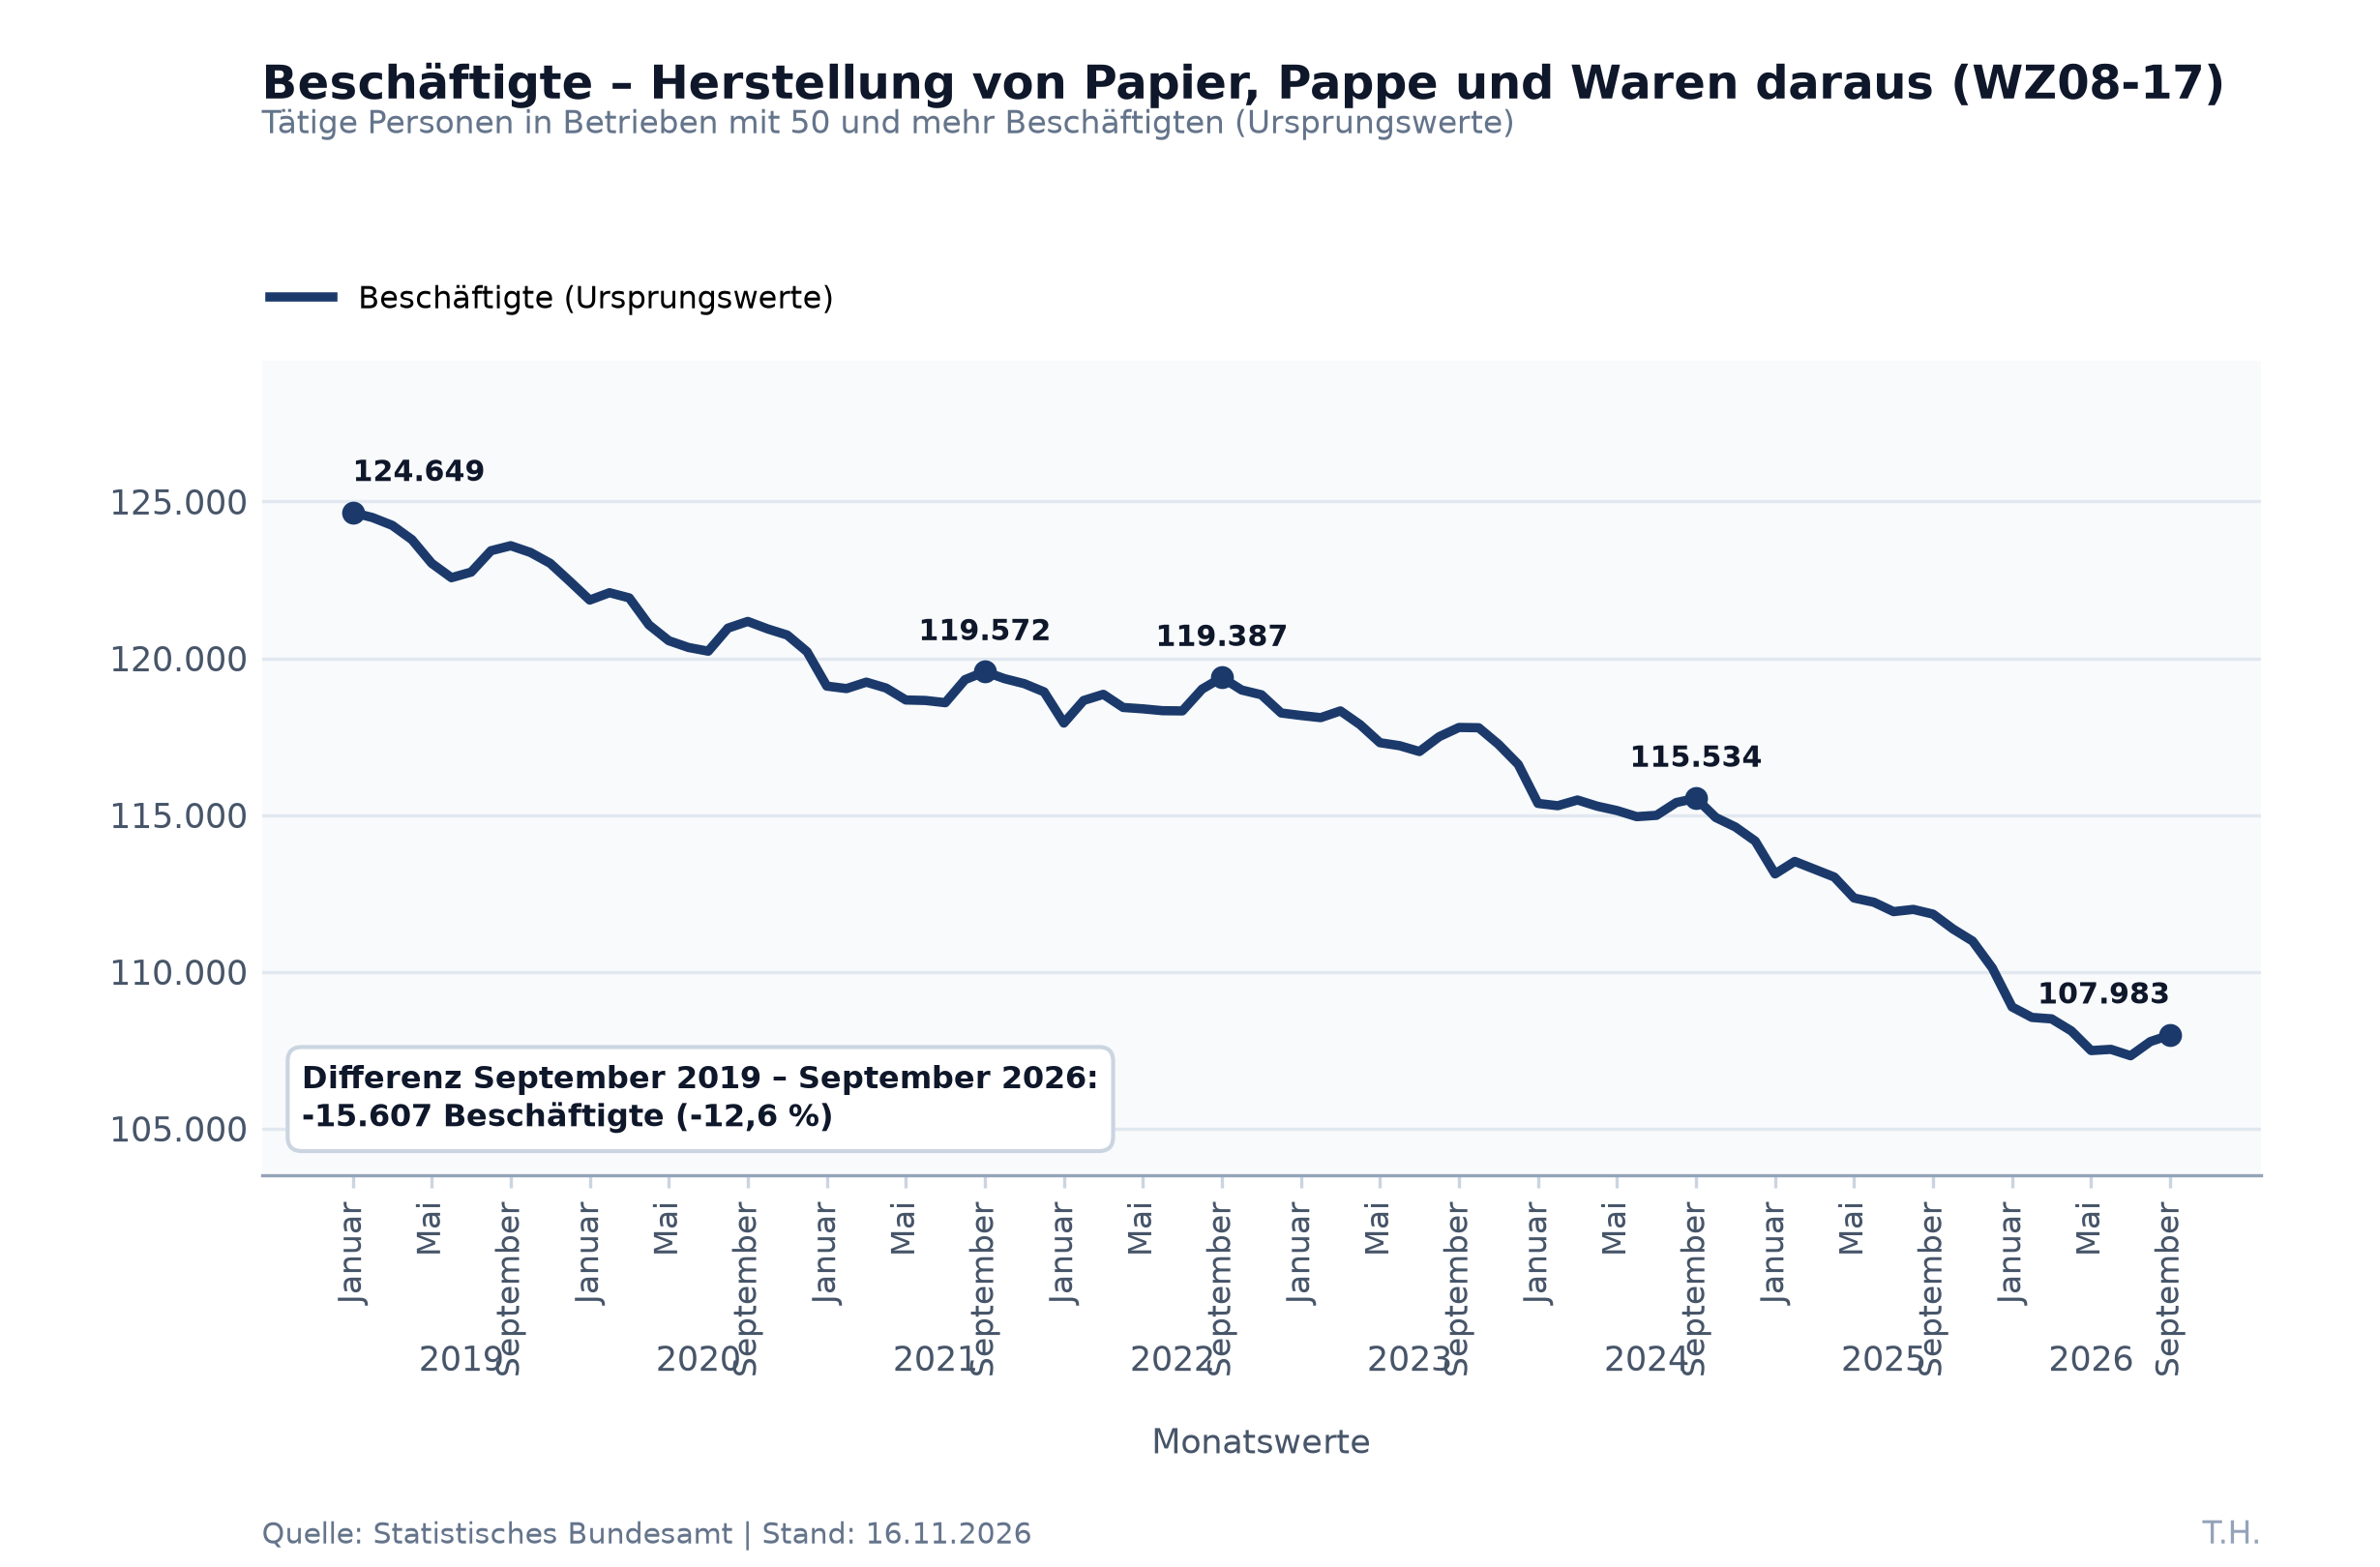 Beschäftigte – Herstellung von Papier, Pappe und Waren daraus (WZ08-17)
Tätige Personen in Betrieben mit 50 und mehr Beschäftigten (Ursprungswerte)
Beschäftigte (Ursprungswerte)
124.649
125.000
119.572
119.387
120.000
115.534
115.000
110.000
107.983
Differenz September 2019 – September 2026:
-15.607 Beschäftigte (-12,6 %)
105.000
Januar Mai September Januar Mai September Januar Mai September Januar Mai September Januar Mai September Januar Mai September Januar Mai September Januar Mai September
2019 2020 2021 2022 2023 2024 2025 2026
Monatswerte
Quelle: Statistisches Bundesamt | Stand: 16.11.2026
T.H.